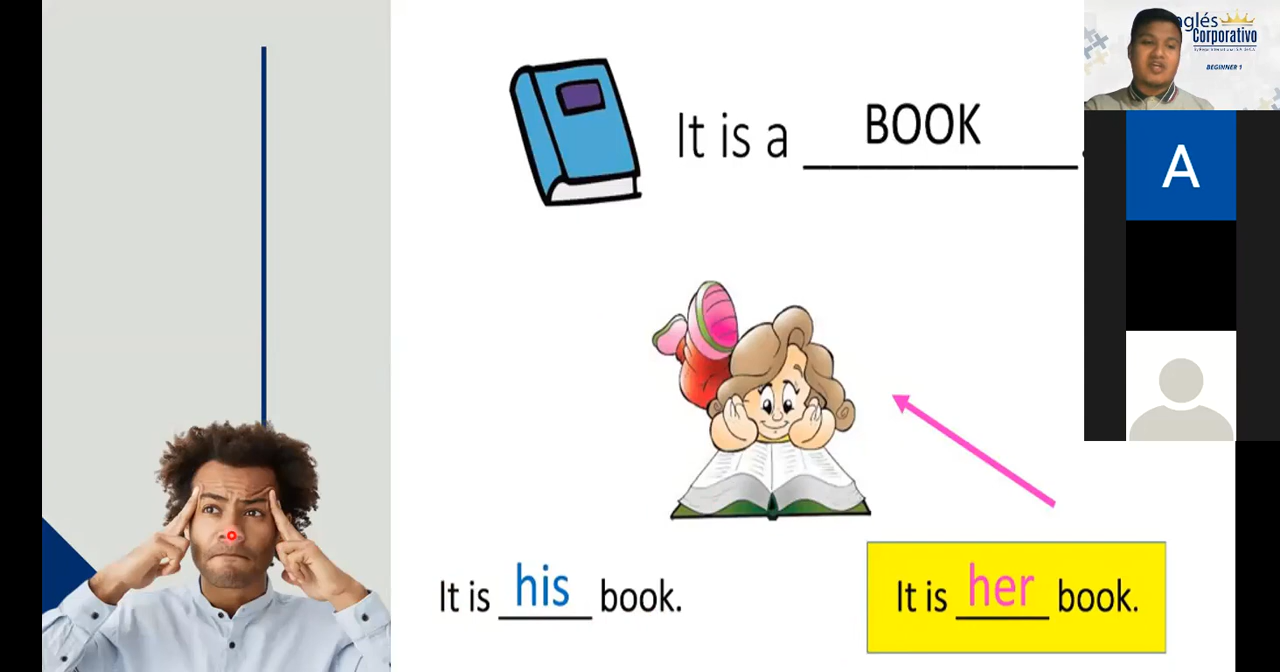 It is a BOOK.
It is his book.
It is her book.
Inglés
Corporativo
BEGINNER 1
A